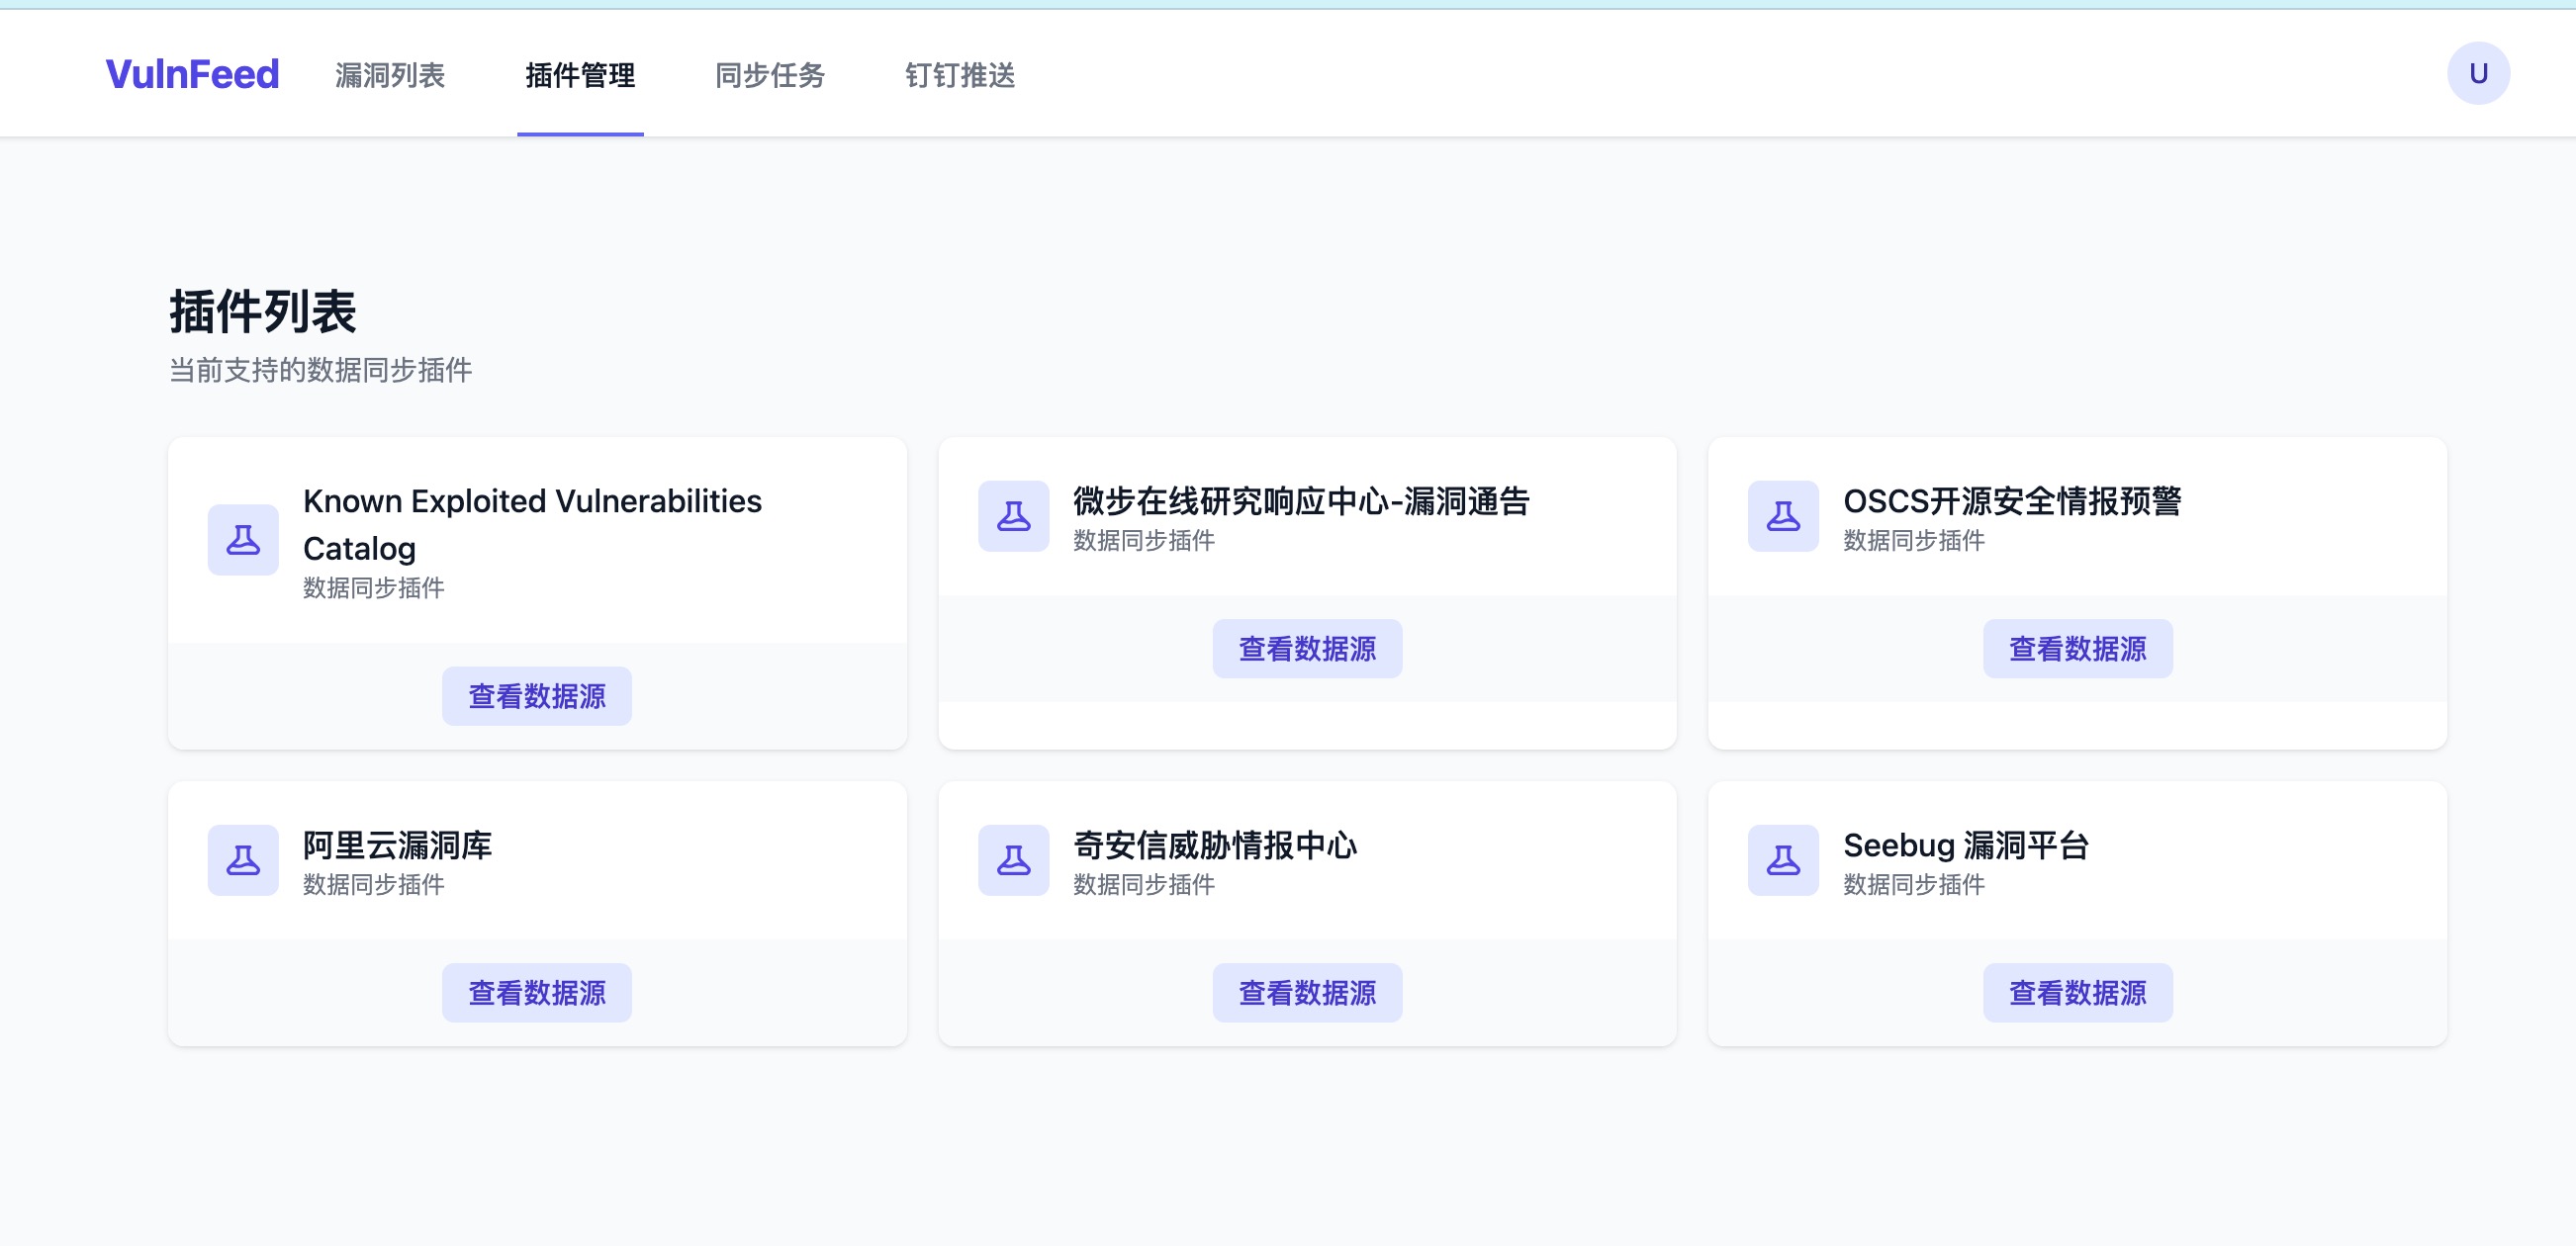 VulnFeed
漏洞列表
插件管理
同步任务
钉钉推送
U
插件列表
当前支持的数据同步插件
Known Exploited Vulnerabilities
Catalog
数据同步插件
查看数据源
微步在线研究响应中心-漏洞通告
数据同步插件
查看数据源
OSCS开源安全情报预警
数据同步插件
查看数据源
阿里云漏洞库
数据同步插件
查看数据源
奇安信威胁情报中心
数据同步插件
查看数据源
Seebug 漏洞平台
数据同步插件
查看数据源